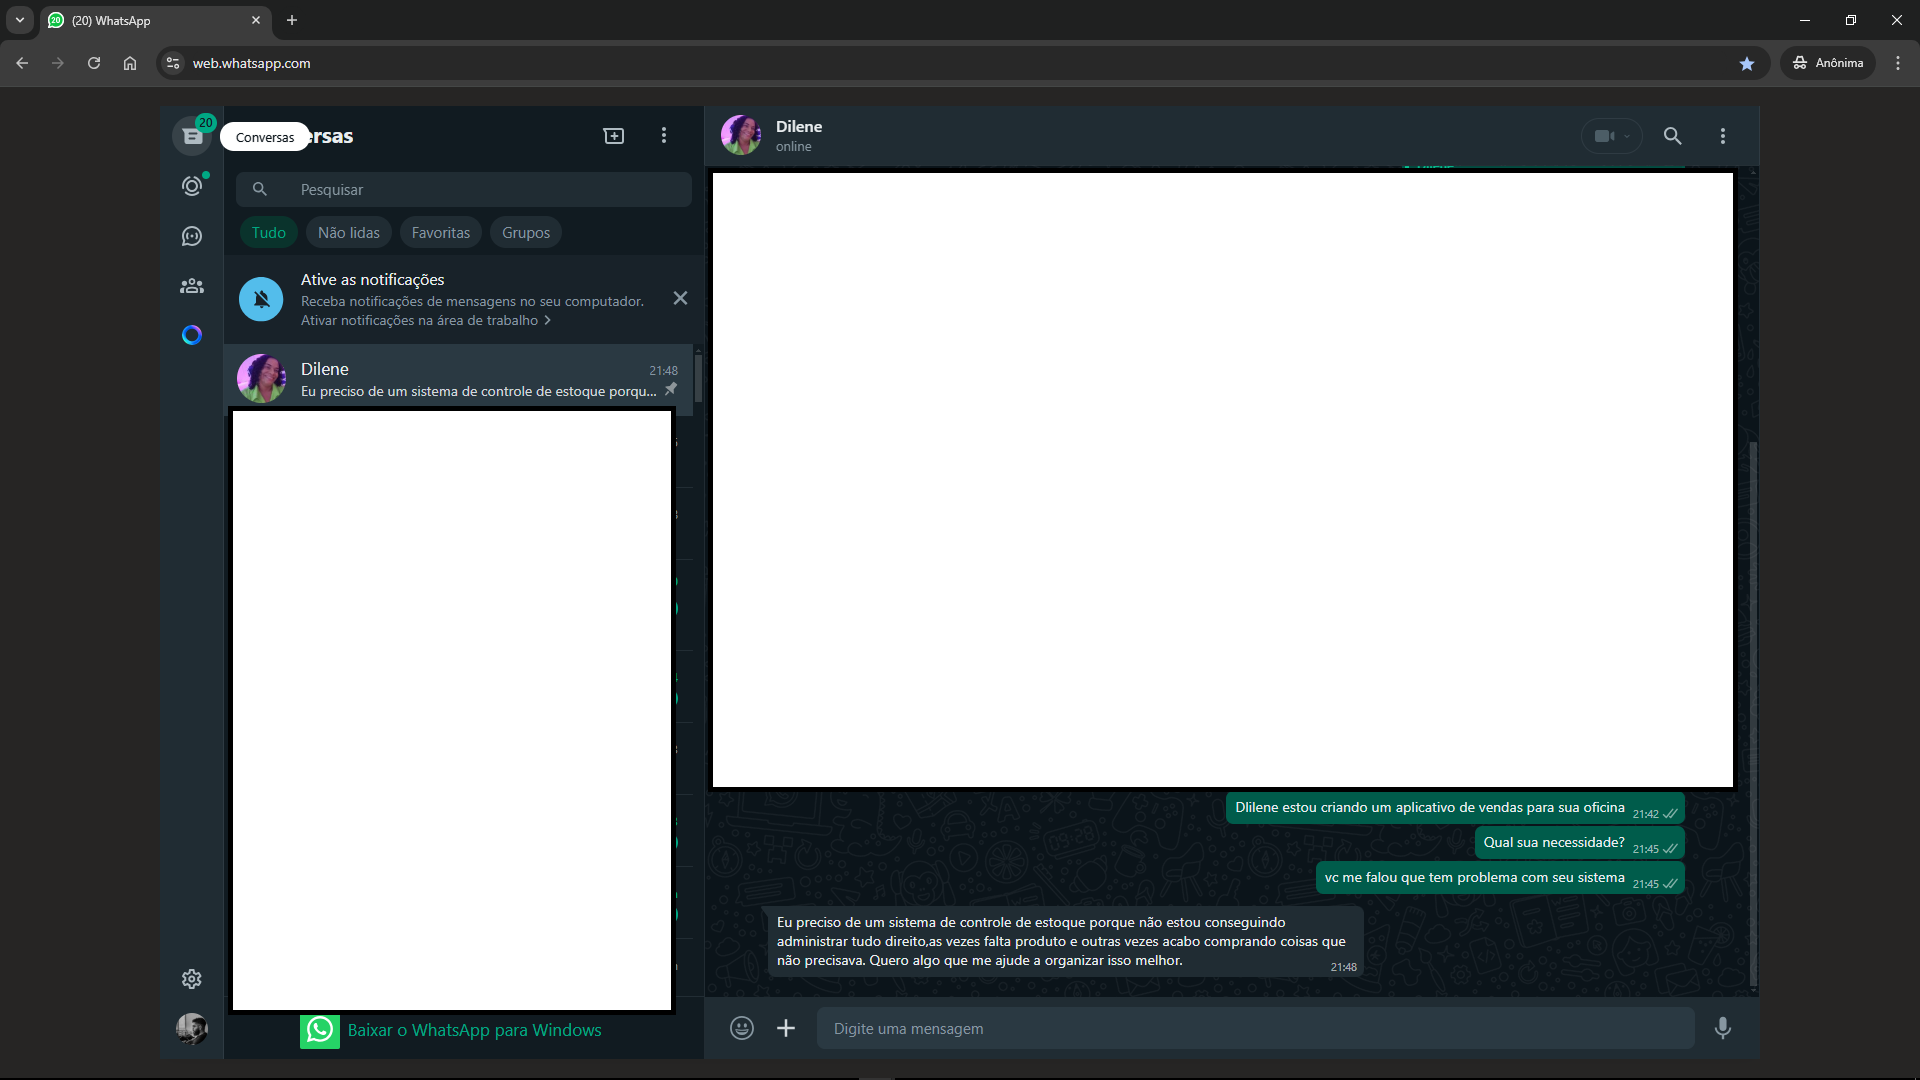 (20) WhatsApp
web.whatsapp.com
Anônima
20
Conversas
ersas
Pesquisar
Tudo
Não lidas
Favoritas
Grupos
Ative as notificações
Receba notificações de mensagens no seu computador.
Ativar notificações na área de trabalho
Dilene
21:48
Eu preciso de um sistema de controle de estoque porqu...
Baixar o WhatsApp para Windows
Dilene
online
Dlilene estou criando um aplicativo de vendas para sua oficina
21:42
Qual sua necessidade?
21:45
vc me falou que tem problema com seu sistema
21:45
Eu preciso de um sistema de controle de estoque porque não estou conseguindo
administrar tudo direito,as vezes falta produto e outras vezes acabo comprando coisas que
não precisava. Quero algo que me ajude a organizar isso melhor.
21:48
Digite uma mensagem